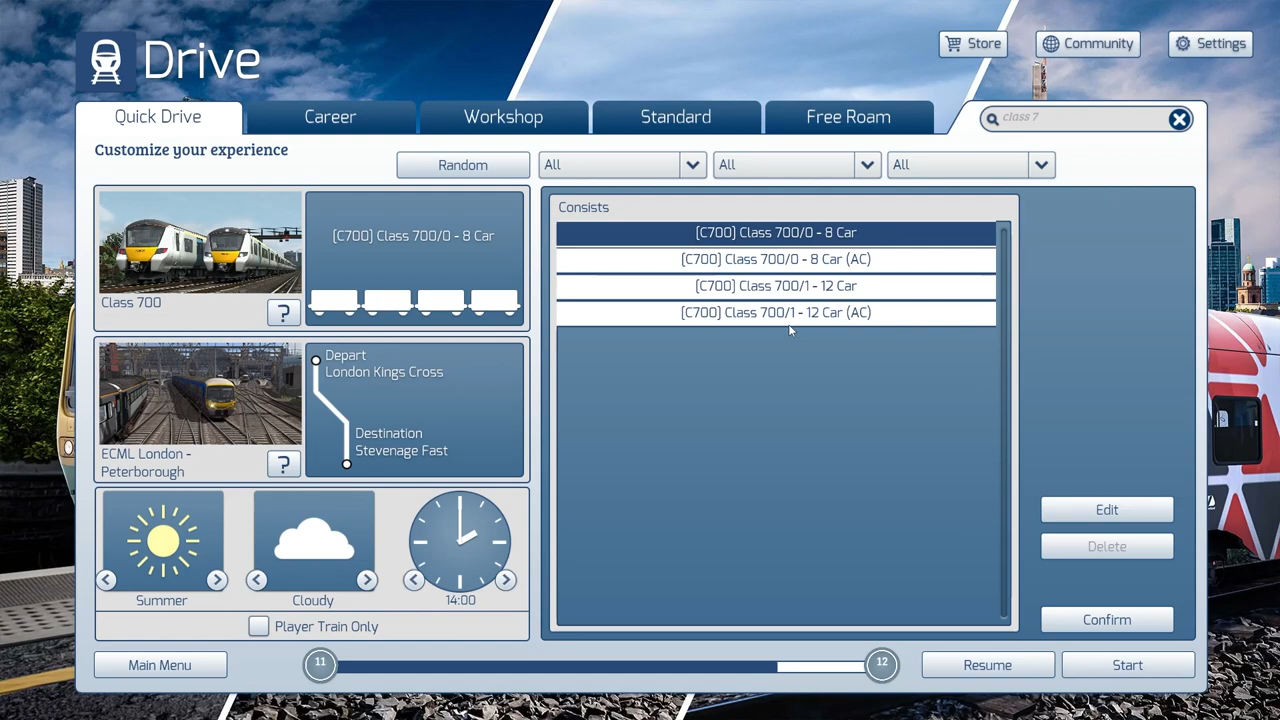 Drive
Store
Community
Settings
Quick Drive
Career
Workshop
Standard
Free Roam
class 7
Customize your experience
Random
All
All
All
Class 700
?
[C700] Class 700/0 - 8 Car
Consists
[C700] Class 700/0 - 8 Car
[C700] Class 700/0 - 8 Car (AC)
[C700] Class 700/1 - 12 Car
[C700] Class 700/1 - 12 Car (AC)
ECML London -
Peterborough
?
Depart
London Kings Cross
Destination
Stevenage Fast
Summer
Cloudy
14:00
Player Train Only
Edit
Delete
Confirm
Main Menu
11
12
Resume
Start